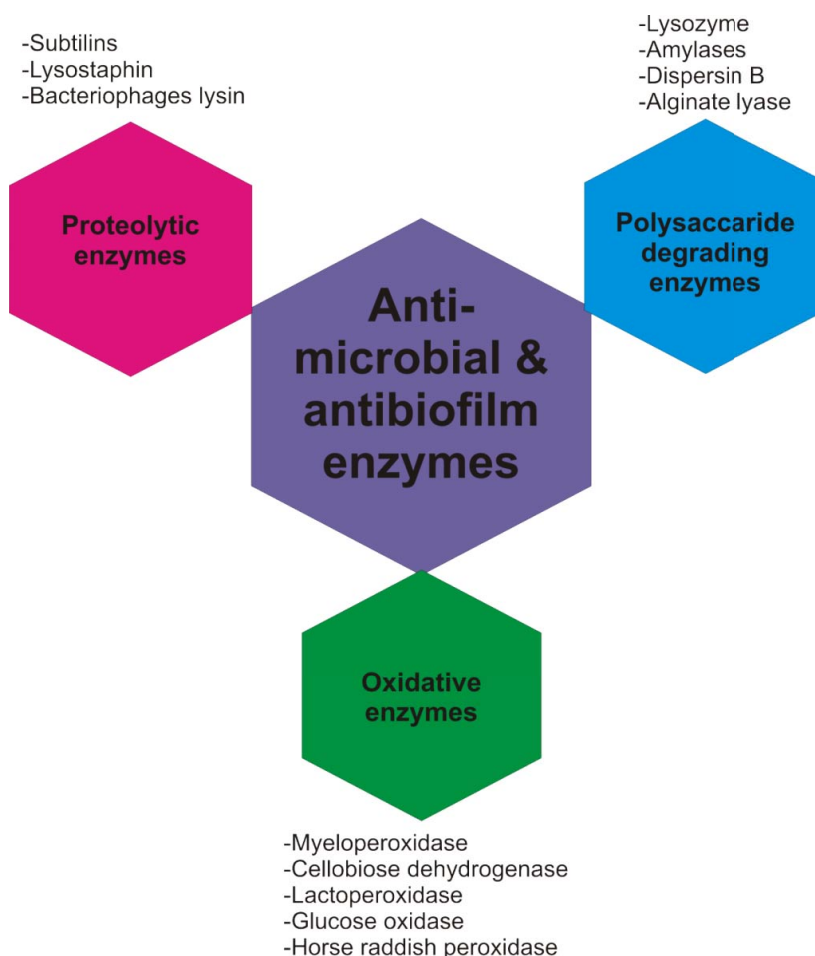 -Subtilins
-Lysostaphin
-Bacteriophages lysin
-Lysozyme
-Amylases
-Dispersin B
-Alginate lyase
Proteolytic
enzymes
Polysaccaride
degrading
enzymes
Anti-
microbial &
antibiofilm
enzymes
Oxidative
enzymes
-Myeloperoxidase
-Cellobiose dehydrogenase
-Lactoperoxidase
-Glucose oxidase
-Horse raddish peroxidase